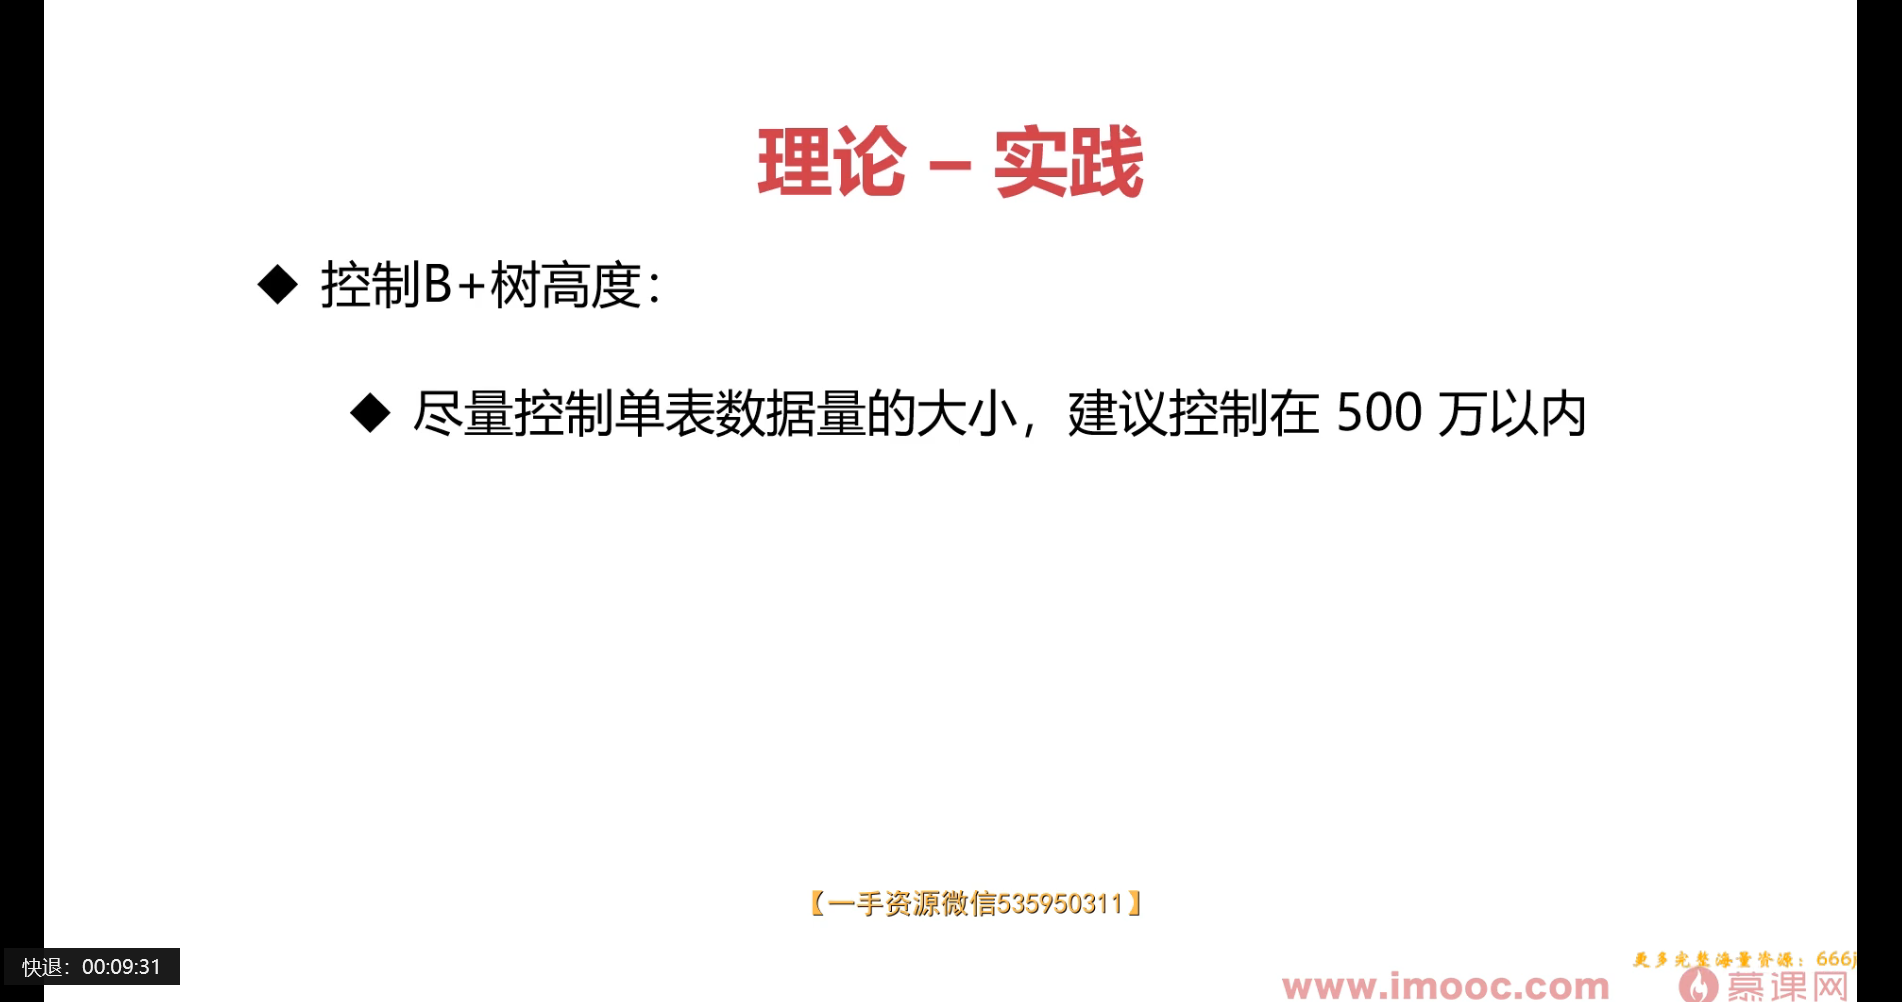 理论 – 实践
◆ 控制B+树高度：
◆ 尽量控制单表数据量的大小，建议控制在 500 万以内
【一手资源微信535950311】
快退：00:09:31
更多完整海量资源：666j
www.imooc.com 慕课网